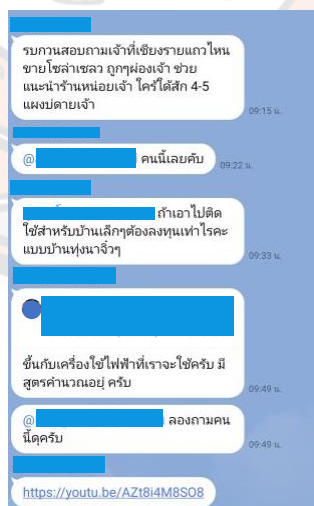 รบกวนสอบถามเจ้าที่เชียงรายแถวไหน
ขายโซล่าเซลว ถูกๆผ่องเจ้า ช่วย
แนะนำร้านหน่อยเจ้า ใคร่ได้สัก 4-5
แผงบ่ดายเจ้า
09:15 น.
@ คนนี้เลยคับ
09:22 น.
ถ้าเอาไปติด
ใช้สำหรับบ้านเล็กๆต้องลงทุนเท่าไรคะ
แบบบ้านทุ่งนาจิ๋วๆ
09:33 น.
ขึ้นกับเครื่องใช้ไฟฟ้าที่เราจะใช้ครับ มี
สูตรคำนวณอยุ่ ครับ
09:49 น.
@ ลองถามคน
นี้ดุครับ
09:49 น.
https://youtu.be/AZt8i4M8SO8